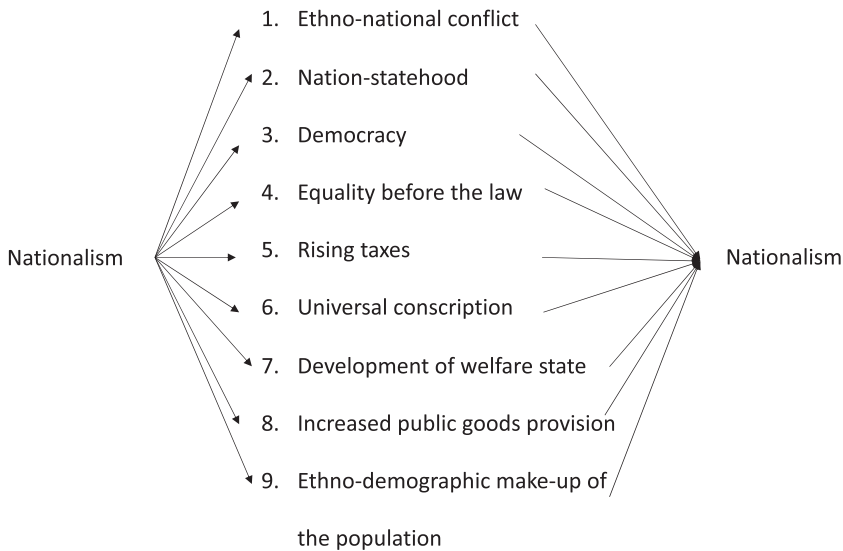 1. Ethno-national conflict
2. Nation-statehood
3. Democracy
4. Equality before the law
5. Rising taxes
Nationalism
Nationalism
6. Universal conscription
7. Development of welfare state
8. Increased public goods provision
9. Ethno-demographic make-up of
the population